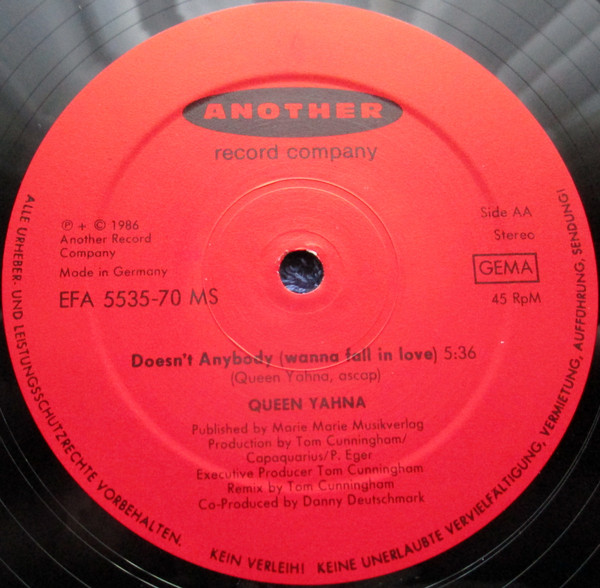 ANOTHER
record company
℗ + © 1986
Another Record
Company
Made in Germany
EFA 5535-70 MS
Side AA
Stereo
GEMA
45 RpM
Doesn't Anybody (wanna fall in love) 5:36
(Queen Yahna, ascap)
QUEEN YAHNA
Published by Marie Marie Musikverlag
Production by Tom Cunningham/
Capaquarius/P. Eger
Executive Producer Tom Cunningham
Remix by Tom Cunningham
Co-Produced by Danny Deutschmark
ALLE URHEBER- UND LEISTUNGSSCHUTZRECHTE VORBEHALTEN. KEIN VERLEIH! KEINE UNERLAUBTE VERVIELFÄLTIGUNG, VERMIETUNG, AUFFÜHRUNG, SENDUNG!